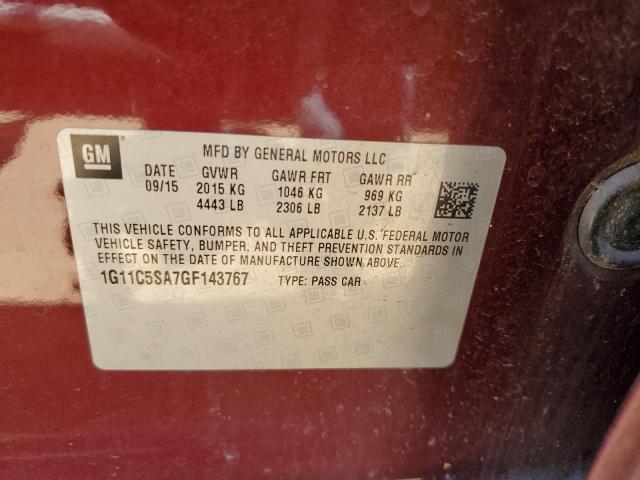 GM
MFD BY GENERAL MOTORS LLC
DATE GVWR GAWR FRT GAWR RR
09/15 2015 KG 1046 KG 969 KG
4443 LB 2306 LB 2137 LB
THIS VEHICLE CONFORMS TO ALL APPLICABLE U.S. FEDERAL MOTOR
VEHICLE SAFETY, BUMPER, AND THEFT PREVENTION STANDARDS IN
EFFECT ON THE DATE OF MANUFACTURE SHOWN ABOVE.
1G11C5SA7GF143767 TYPE: PASS CAR